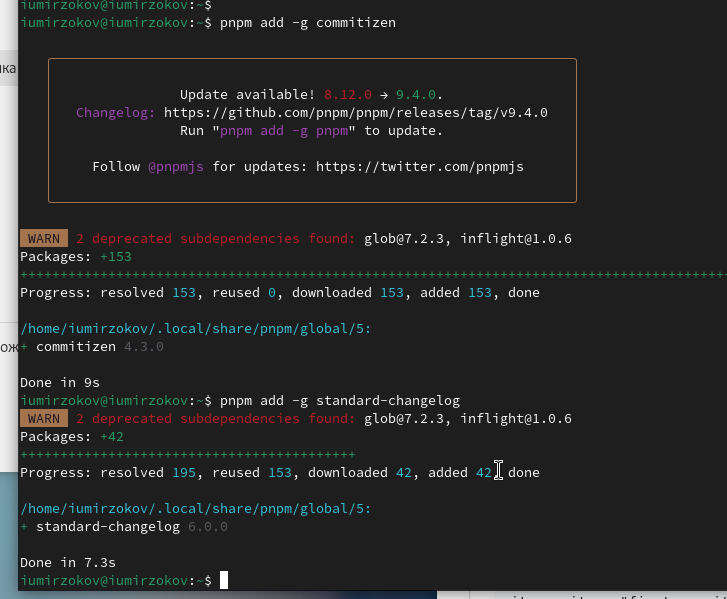 iumirzokov@iumirzokov:~$
iumirzokov@iumirzokov:~$ pnpm add -g commitizen
Update available! 8.12.0 → 9.4.0.
Changelog: https://github.com/pnpm/pnpm/releases/tag/v9.4.0
Run "pnpm add -g pnpm" to update.
Follow @pnpmjs for updates: https://twitter.com/pnpmjs
WARN 2 deprecated subdependencies found: glob@7.2.3, inflight@1.0.6
Packages: +153
++++++++++++++++++++++++++++++++++++++++++++++++++++++++++++++++++++++++++++++++++++++++
Progress: resolved 153, reused 0, downloaded 153, added 153, done
/home/iumirzokov/.local/share/pnpm/global/5:
+ commitizen 4.3.0
Done in 9s
iumirzokov@iumirzokov:~$ pnpm add -g standard-changelog
WARN 2 deprecated subdependencies found: glob@7.2.3, inflight@1.0.6
Packages: +42
++++++++++++++++++++++++++++++++++++++++++
Progress: resolved 195, reused 153, downloaded 42, added 42, done
/home/iumirzokov/.local/share/pnpm/global/5:
+ standard-changelog 6.0.0
Done in 7.3s
iumirzokov@iumirzokov:~$